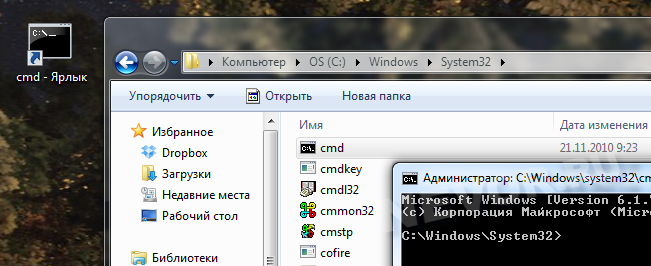 cmd - Ярлык
Компьютер
OS (C:)
Windows
System32
Упорядочить
Открыть
Новая папка
Избранное
Dropbox
Загрузки
Недавние места
Рабочий стол
Библиотеки
Имя
Дата изменения
cmd
21.11.2010 9:23
cmdkey
cmdl32
cmmon32
cmstp
cofire
Администратор: C:\Windows\system32\cm
Microsoft Windows [Version 6.1.
(c) Корпорация Майкрософт (Micr
C:\Windows\System32>